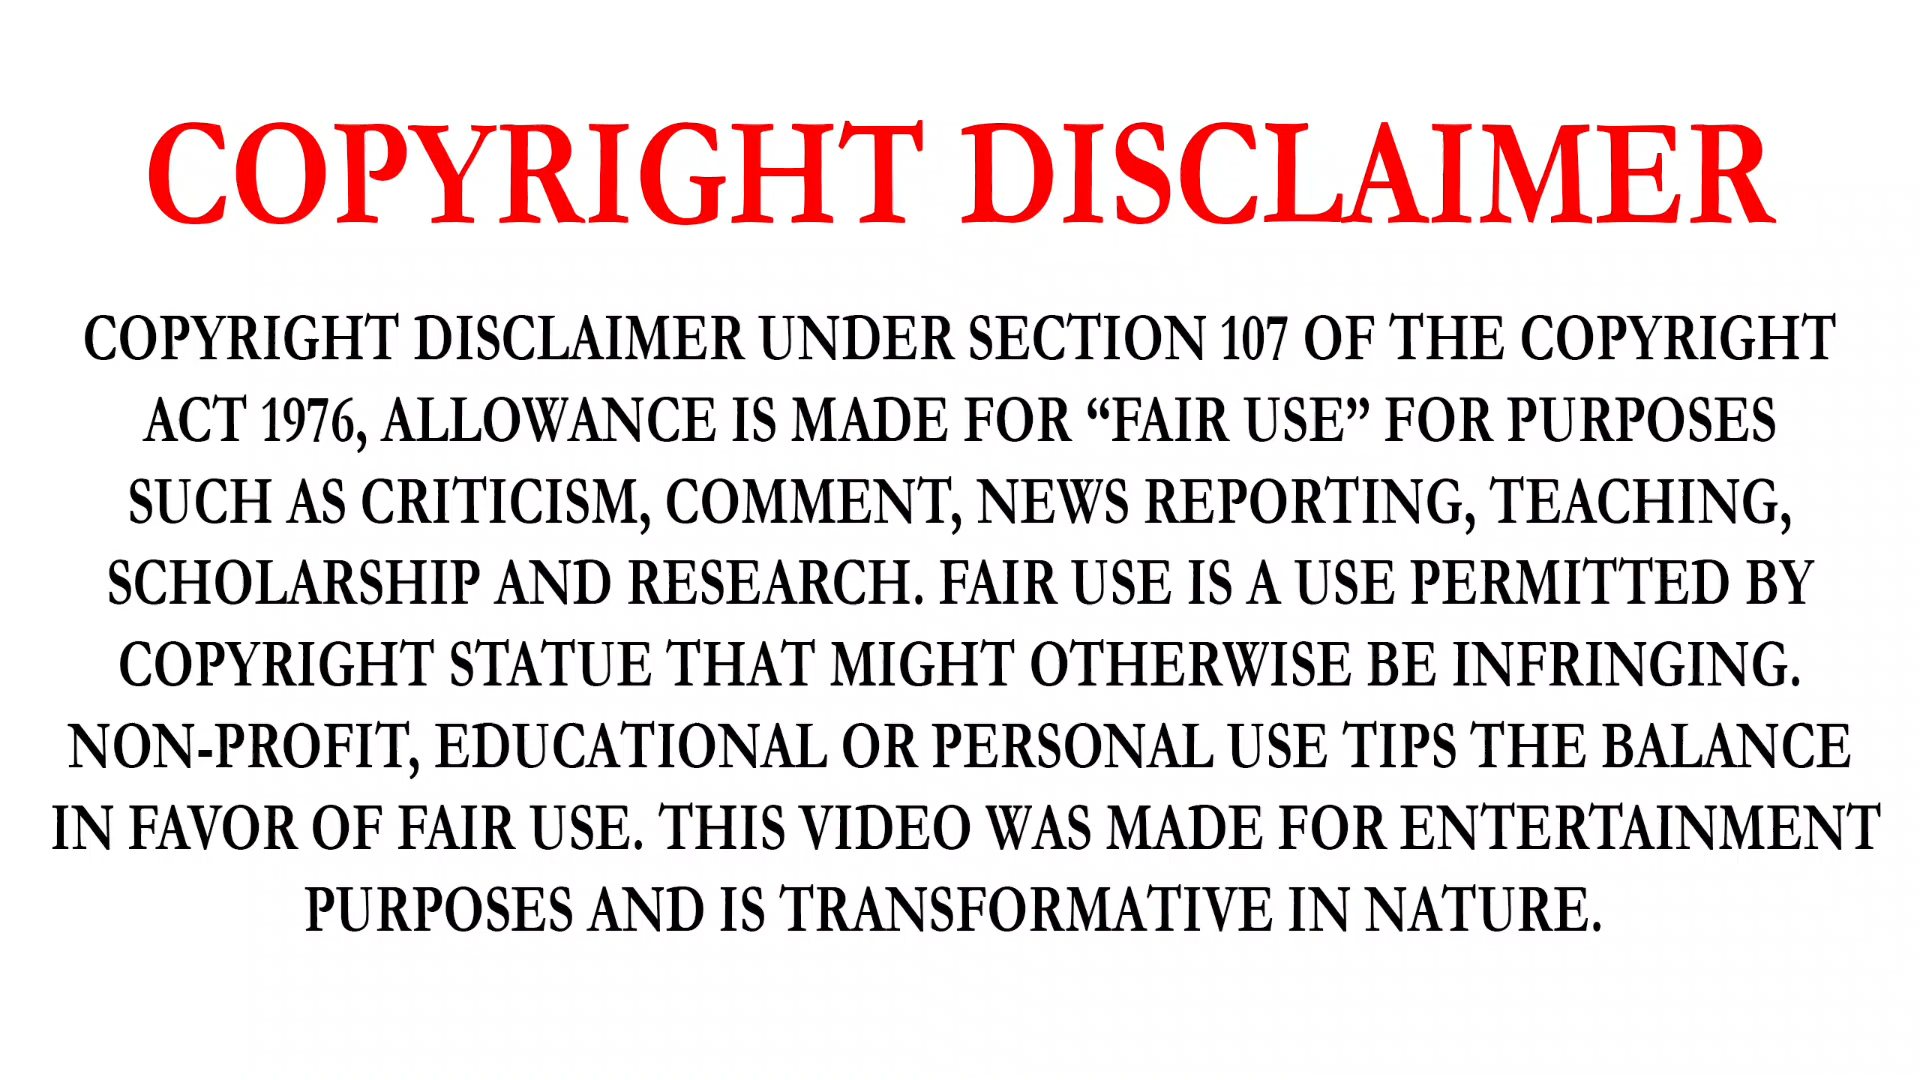 COPYRIGHT DISCLAIMER
COPYRIGHT DISCLAIMER UNDER SECTION 107 OF THE COPYRIGHT
ACT 1976, ALLOWANCE IS MADE FOR “FAIR USE” FOR PURPOSES
SUCH AS CRITICISM, COMMENT, NEWS REPORTING, TEACHING,
SCHOLARSHIP AND RESEARCH. FAIR USE IS A USE PERMITTED BY
COPYRIGHT STATUE THAT MIGHT OTHERWISE BE INFRINGING.
NON-PROFIT, EDUCATIONAL OR PERSONAL USE TIPS THE BALANCE
IN FAVOR OF FAIR USE. THIS VIDEO WAS MADE FOR ENTERTAINMENT
PURPOSES AND IS TRANSFORMATIVE IN NATURE.